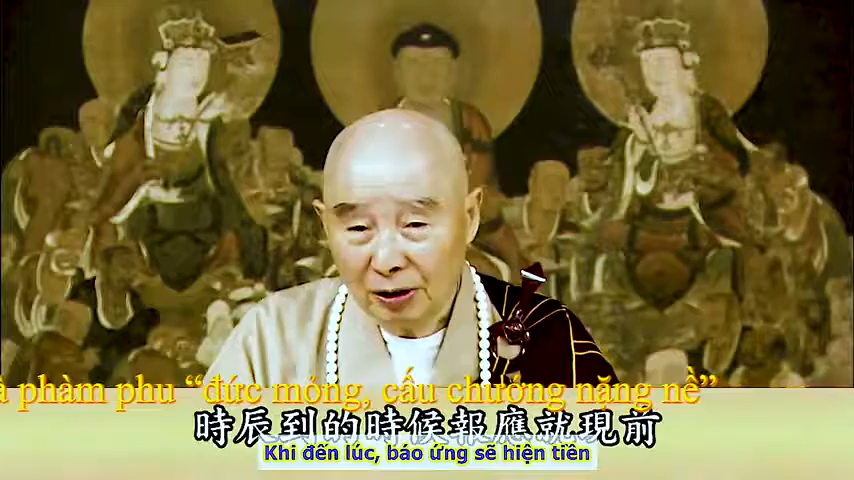 phàm phu “đức mỏng, cấu chướng nặng nề”
時辰到的時候報應就現前
Khi đến lúc, báo ứng sẽ hiện tiền